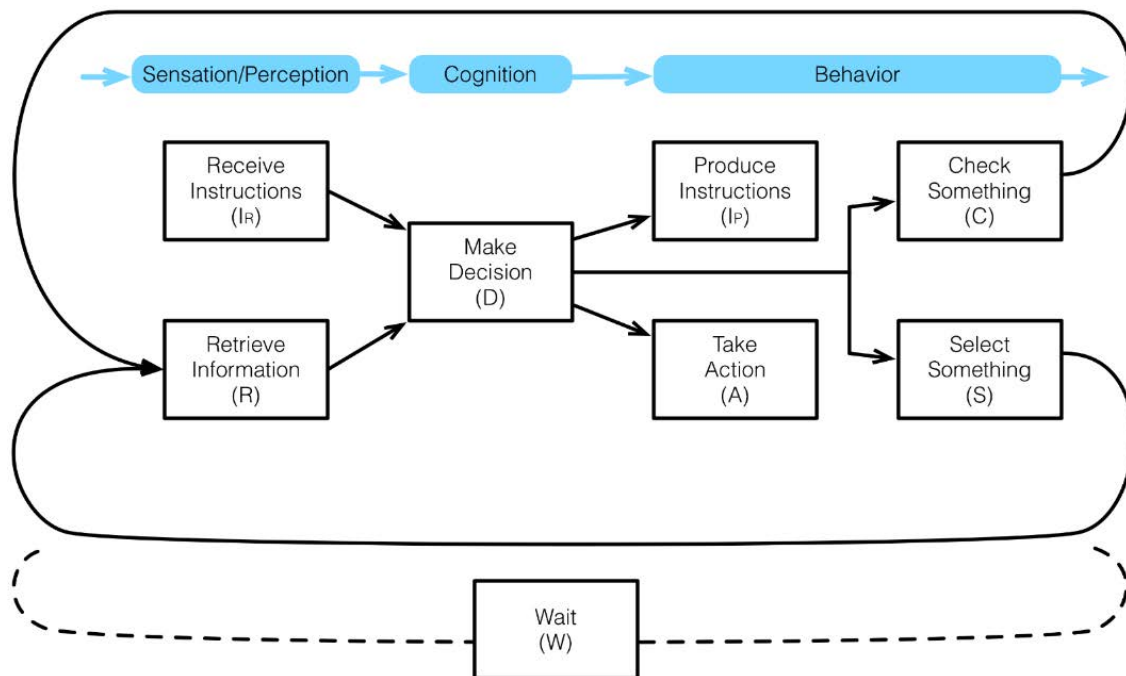 Sensation/Perception
Cognition
Behavior
Receive
Instructions
(IR)
Produce
Instructions
(IP)
Check
Something
(C)
Make
Decision
(D)
Retrieve
Information
(R)
Take
Action
(A)
Select
Something
(S)
Wait
(W)